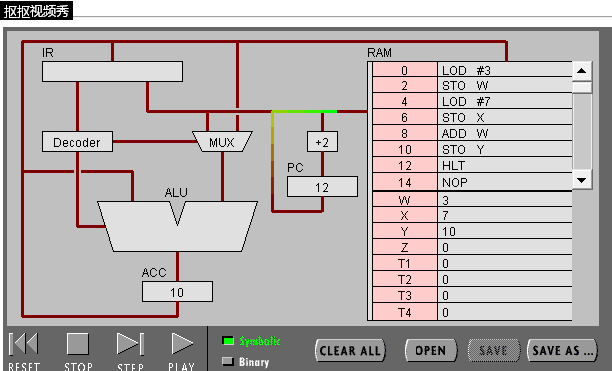 抠抠视频秀
IR
RAM
0 LOD #3
2 STO W
4 LOD #7
6 STO X
8 ADD W
10 STO Y
12 HLT
14 NOP
W 3
X 7
Y 10
Z 0
T1 0
T2 0
T3 0
T4 0
Decoder
MUX
+2
PC
12
ALU
ACC
10
RESET
STOP
STEP
PLAY
Symbolic
Binary
CLEAR ALL
OPEN
SAVE
SAVE AS ...